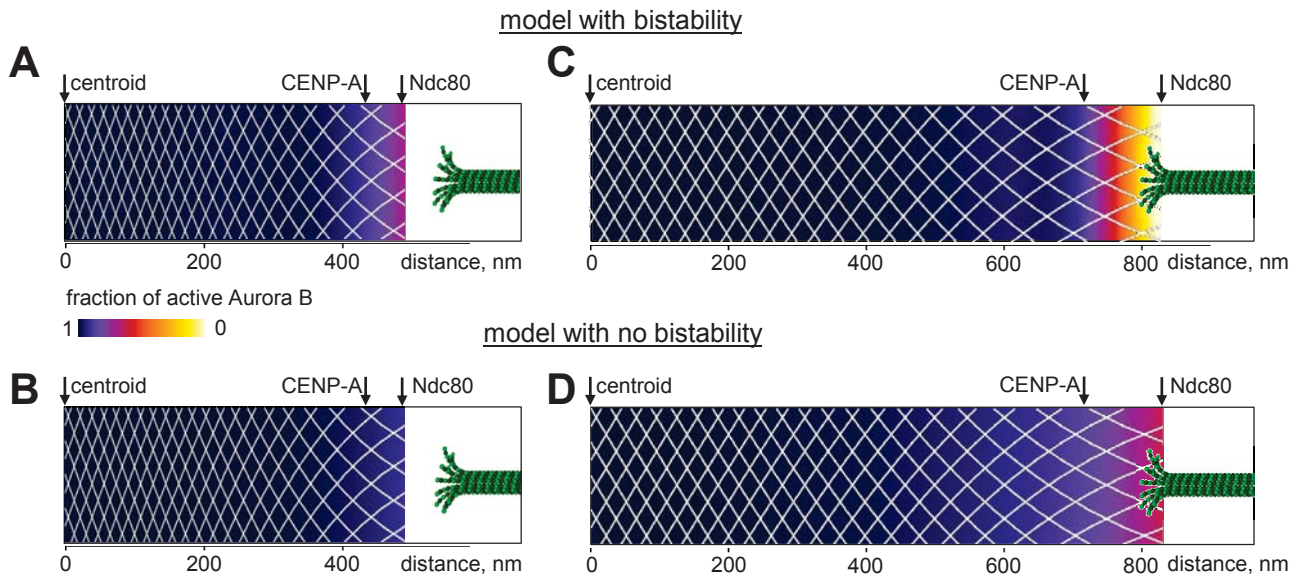 model with bistability
A
centroid
CENP-A
Ndc80
0
200
400
distance, nm
fraction of active Aurora B
1
0
C
centroid
CENP-A
Ndc80
0
200
400
600
800
distance, nm
model with no bistability
B
centroid
CENP-A
Ndc80
0
200
400
distance, nm
D
centroid
CENP-A
Ndc80
0
200
400
600
800
distance, nm